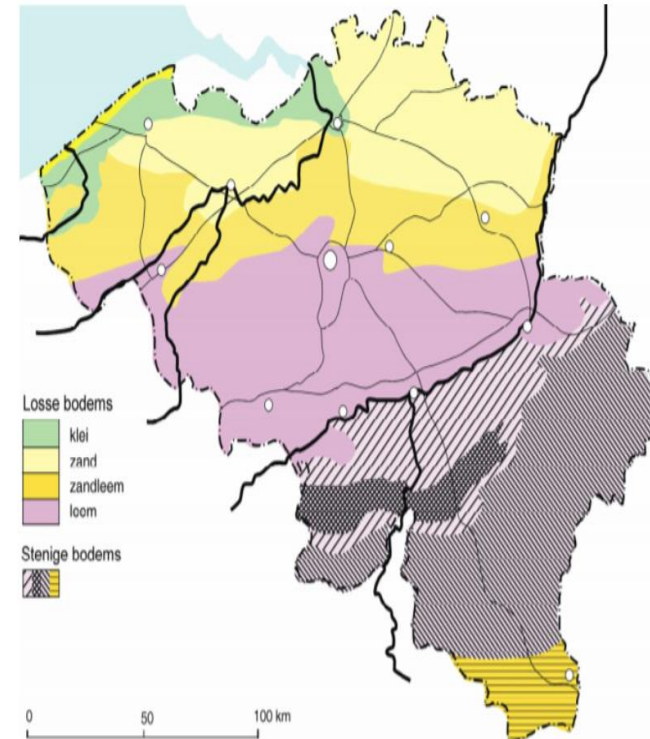 Losse bodems
klei
zand
zandleem
leem
Stenige bodems
0 50 100 km